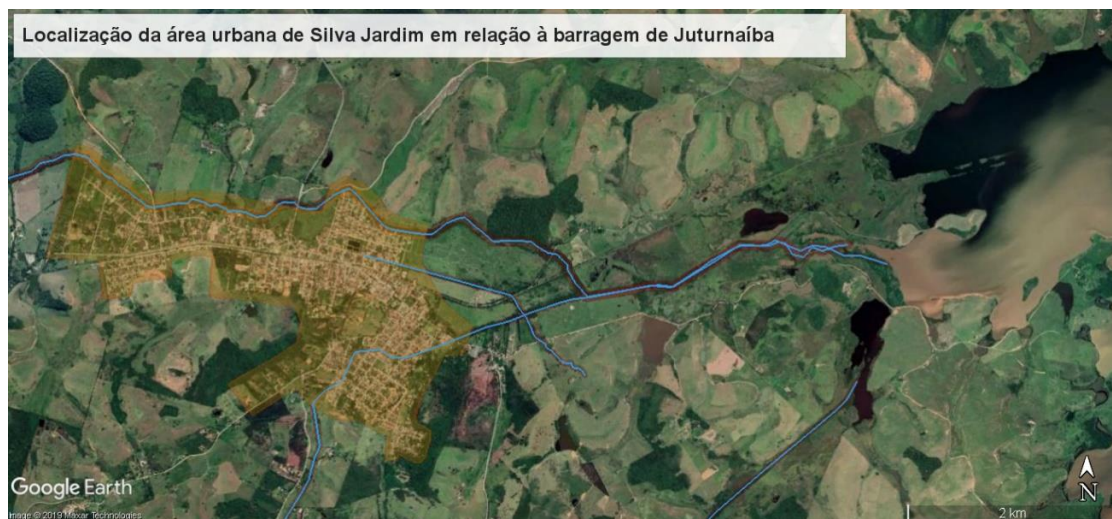 Localização da área urbana de Silva Jardim em relação à barragem de Juturnaíba
Google Earth
Image © 2019 Maxar Technologies
N
2 km